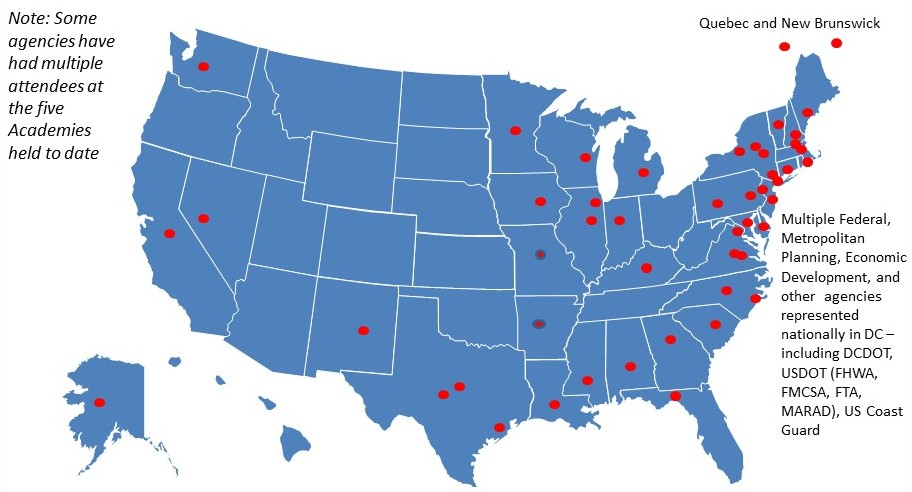 Note: Some
agencies have
had multiple
attendees at
the five
Academies
held to date
Quebec and New Brunswick
Multiple Federal,
Metropolitan
Planning, Economic
Development, and
other agencies
represented
nationally in DC –
including DCDOT,
USDOT (FHWA,
FMCSA, FTA,
MARAD), US Coast
Guard